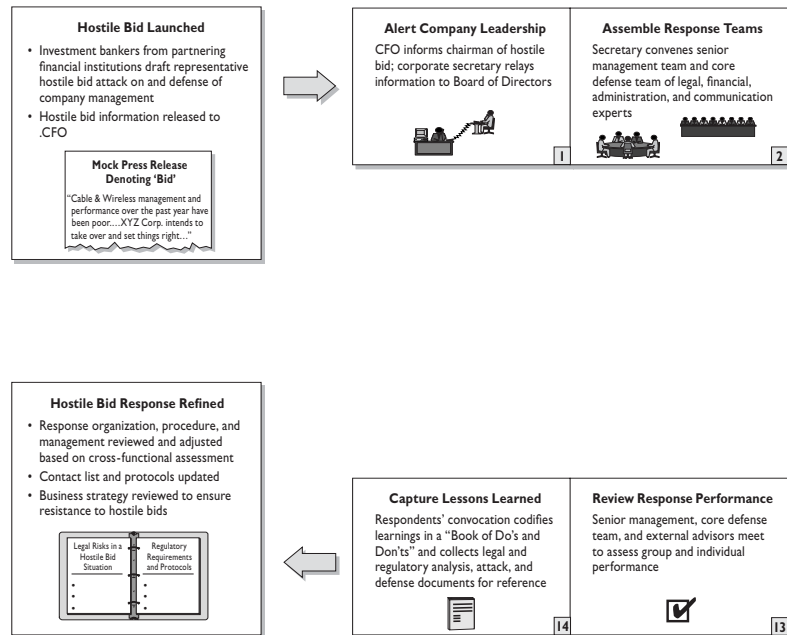 Hostile Bid Launched
• Investment bankers from partnering
financial institutions draft representative
hostile bid attack on and defense of
company management
• Hostile bid information released to
.CFO
Mock Press Release
Denoting ‘Bid’
“Cable & Wireless management and
performance over the past year have
been poor.…XYZ Corp. intends to
take over and set things right…”
Alert Company Leadership
CFO informs chairman of hostile
bid; corporate secretary relays
information to Board of Directors
1
Assemble Response Teams
Secretary convenes senior
management team and core
defense team of legal, financial,
administration, and communication
experts
2
Hostile Bid Response Refined
• Response organization, procedure, and
management reviewed and adjusted
based on cross-functional assessment
• Contact list and protocols updated
• Business strategy reviewed to ensure
resistance to hostile bids
Legal Risks in a
Hostile Bid
Situation
•
•
•
Regulatory
Requirements
and Protocols
•
•
•
Capture Lessons Learned
Respondents’ convocation codifies
learnings in a “Book of Do’s and
Don’ts” and collects legal and
regulatory analysis, attack, and
defense documents for reference
14
Review Response Performance
Senior management, core defense
team, and external advisors meet
to assess group and individual
performance
13